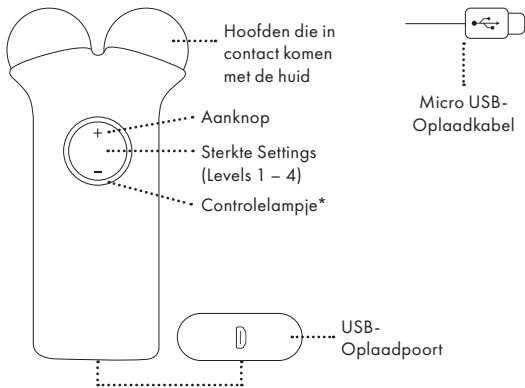 Hoofden die in
contact komen
met de huid
Aanknop
Sterkte Settings
(Levels 1 – 4)
Controlelampje*
+
–
Micro USB-
Oplaadkabel
USB-
Oplaadpoort